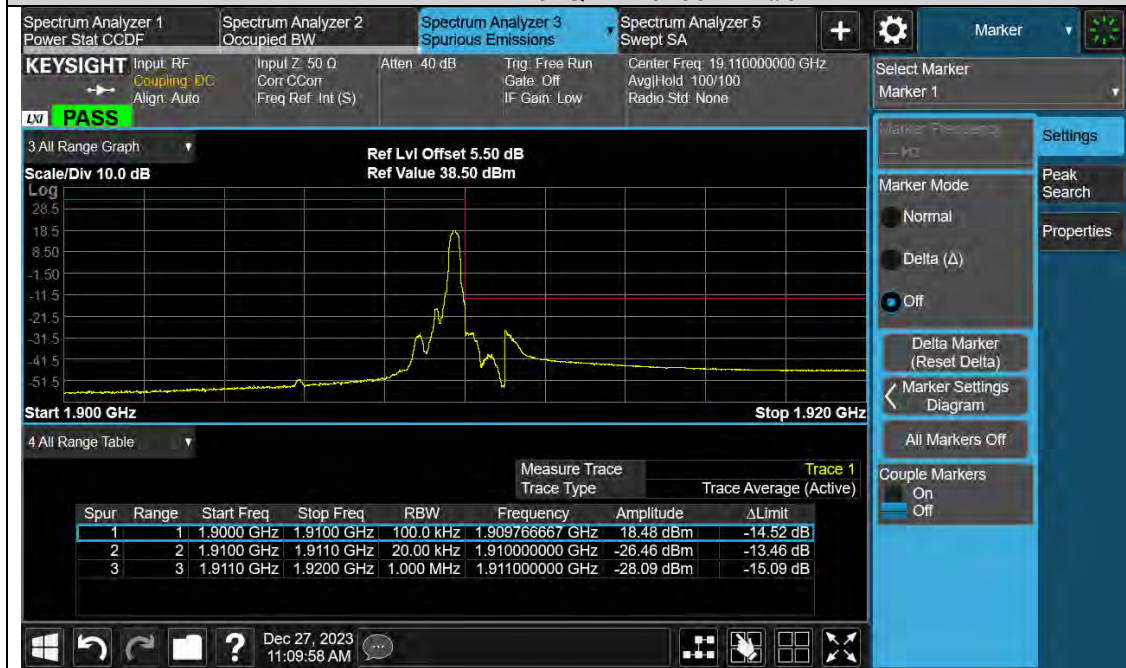 Spectrum Analyzer 1
Power Stat CCDF
Spectrum Analyzer 2
Occupied BW
Spectrum Analyzer 3
Spurious Emissions
Spectrum Analyzer 5
Swept SA
Marker
KEYSIGHT
Input: RF
Coupling: DC
Align: Auto
Input Z: 50 Ω
Corr CCorr
Freq Ref: Int (S)
Atten: 40 dB
Trig: Free Run
Gate: Off
IF Gain: Low
Center Freq: 19.110000000 GHz
Avg|Hold: 100/100
Radio Std: None
LXI PASS
Select Marker
Marker 1
3 All Range Graph
Ref Lvl Offset 5.50 dB
Scale/Div 10.0 dB
Ref Value 38.50 dBm
Log
28.5
18.5
8.50
-1.50
-11.5
-21.5
-31.5
-41.5
-51.5
Start 1.900 GHz
Stop 1.920 GHz
4 All Range Table
Measure Trace Trace 1
Trace Type Trace Average (Active)
Spur Range Start Freq Stop Freq RBW Frequency Amplitude ΔLimit
1 1 1.9000 GHz 1.9100 GHz 100.0 kHz 1.909766667 GHz 18.48 dBm -14.52 dB
2 2 1.9100 GHz 1.9110 GHz 20.00 kHz 1.910000000 GHz -26.46 dBm -13.46 dB
3 3 1.9110 GHz 1.9200 GHz 1.000 MHz 1.911000000 GHz -28.09 dBm -15.09 dB
Marker Frequency
--- Hz
Marker Mode
Normal
Delta (Δ)
Off
Delta Marker
(Reset Delta)
Marker Settings
Diagram
All Markers Off
Couple Markers
On
Off
Settings
Peak
Search
Properties
Dec 27, 2023
11:09:58 AM